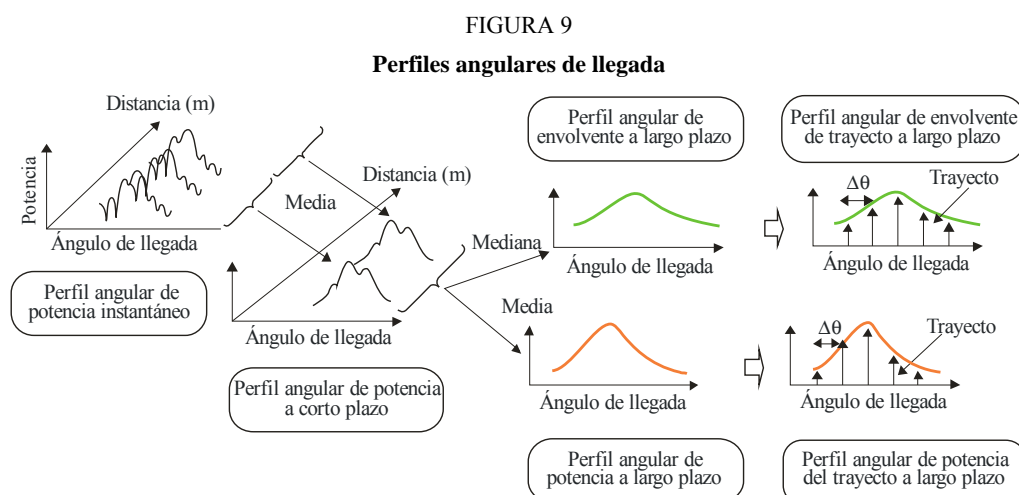 FIGURA 9
Perfiles angulares de llegada
Distancia (m)
Potencia
Ángulo de llegada
Perfil angular de
potencia instantáneo
Media
Distancia (m)
Ángulo de llegada
Perfil angular de potencia
a corto plazo
Mediana
Media
Perfil angular de
envolvente a largo plazo
Ángulo de llegada
Perfil angular de envolvente
de trayecto a largo plazo
Δθ
Trayecto
Ángulo de llegada
Ángulo de llegada
Perfil angular de
potencia a largo plazo
Δθ
Trayecto
Ángulo de llegada
Perfil angular de potencia
del trayecto a largo plazo